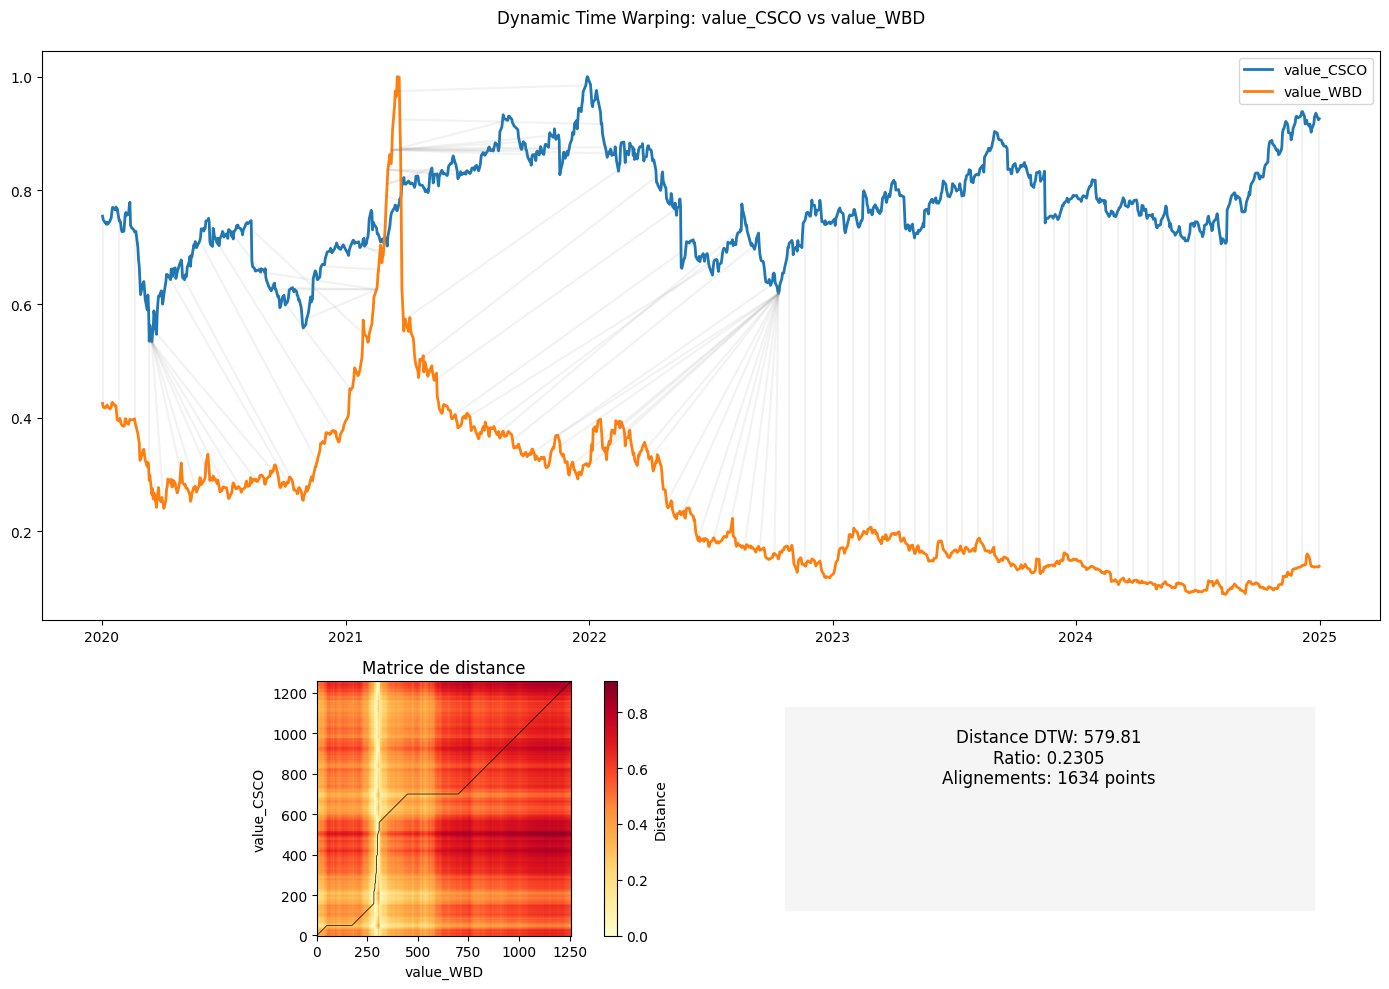 Dynamic Time Warping: value_CSCO vs value_WBD
1.0
0.8
0.6
0.4
0.2
value_CSCO
value_WBD
2020 2021 2022 2023 2024 2025
Matrice de distance
1200
1000
800
600
400
200
0
value_CSCO
0 250 500 750 1000 1250
value_WBD
0.8
0.6
0.4
0.2
0.0
Distance
Distance DTW: 579.81
Ratio: 0.2305
Alignements: 1634 points